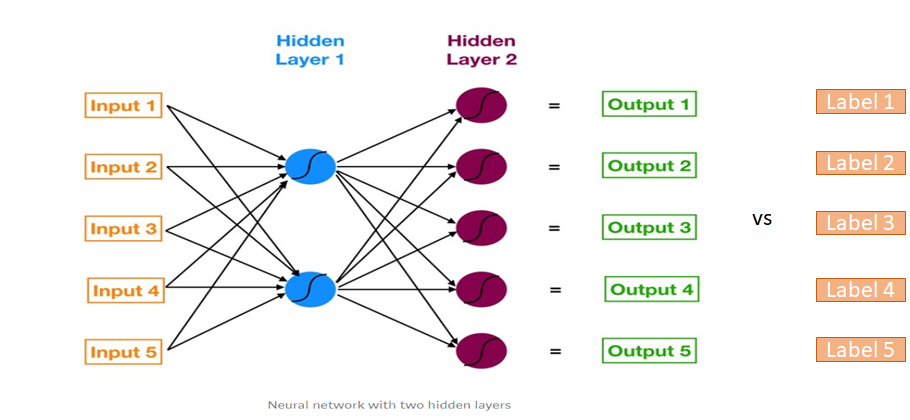 Hidden
Layer 1
Hidden
Layer 2
Input 1
= Output 1
Label 1
Input 2
= Output 2
Label 2
Input 3
= Output 3
vs
Label 3
Input 4
= Output 4
Label 4
Input 5
= Output 5
Label 5
Neural network with two hidden layers